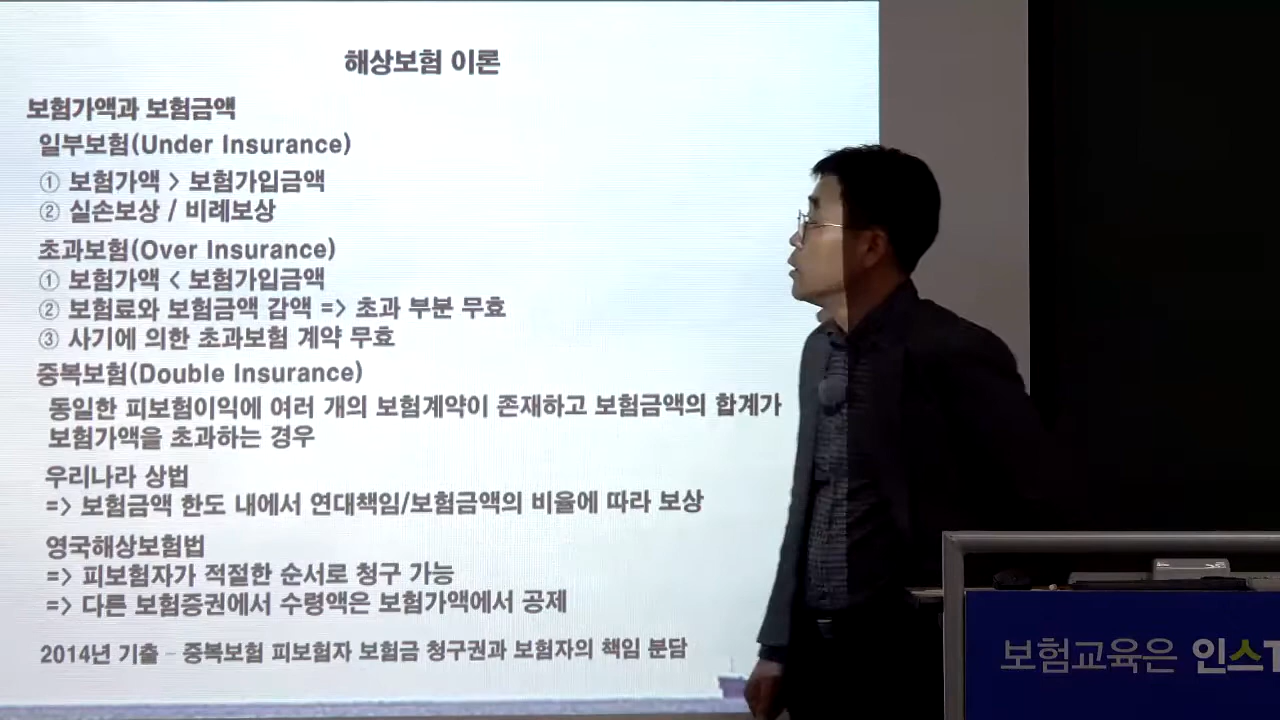 해상보험 이론
보험가액과 보험금액
일부보험(Under Insurance)
① 보험가액 > 보험가입금액
② 실손보상 / 비례보상
초과보험(Over Insurance)
① 보험가액 < 보험가입금액
② 보험료와 보험금액 감액 => 초과 부분 무효
③ 사기에 의한 초과보험 계약 무효
중복보험(Double Insurance)
동일한 피보험이익에 여러 개의 보험계약이 존재하고 보험금액의 합계가
보험가액을 초과하는 경우
우리나라 상법
=> 보험금액 한도 내에서 연대책임/보험금액의 비율에 따라 보상
영국해상보험법
=> 피보험자가 적절한 순서로 청구 가능
=> 다른 보험증권에서 수령액은 보험가액에서 공제
2014년 기출 – 중복보험 피보험자 보험금 청구권과 보험자의 책임 분담
보험교육은 인스